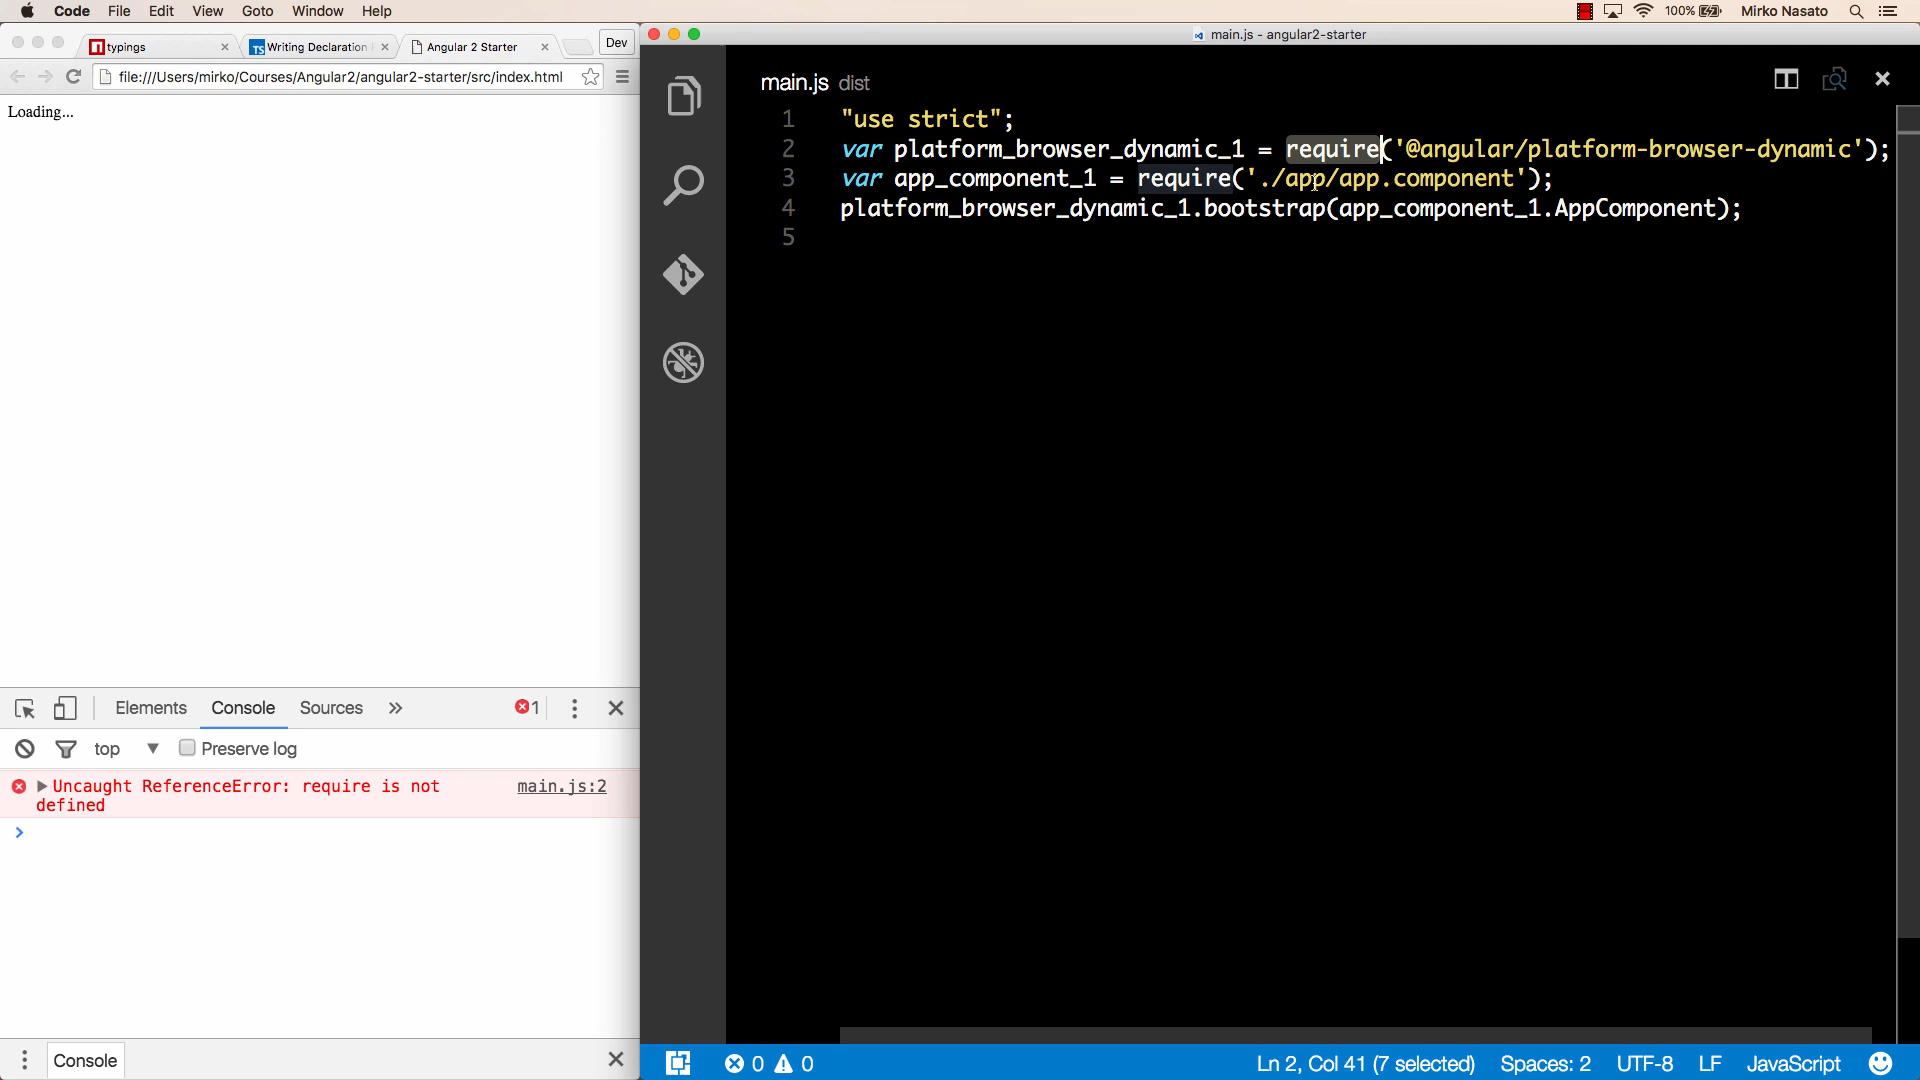 Code File Edit View Goto Window Help 100% Mirko Nasato
typings
TS Writing Declaration
Angular 2 Starter
Dev
file:///Users/mirko/Courses/Angular2/angular2-starter/src/index.html
Loading...
Elements Console Sources » 1
top Preserve log
Uncaught ReferenceError: require is not main.js:2
defined
Console
main.js - angular2-starter
main.js dist
1 "use strict";
2 var platform_browser_dynamic_1 = require('@angular/platform-browser-dynamic');
3 var app_component_1 = require('./app/app.component');
4 platform_browser_dynamic_1.bootstrap(app_component_1.AppComponent);
5
0 0 Ln 2, Col 41 (7 selected) Spaces: 2 UTF-8 LF JavaScript